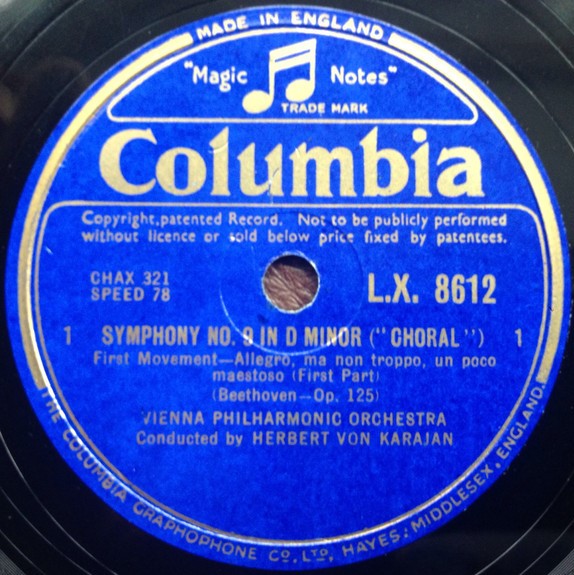 MADE IN ENGLAND
"Magic Notes"
TRADE MARK
Columbia
Copyright,patented Record. Not to be publicly performed
without licence or sold below price fixed by patentees.
CHAX 321
SPEED 78
L.X. 8612
1 SYMPHONY NO. 9 IN D MINOR ("CHORAL") 1
First Movement—Allegro, ma non troppo, un poco
maestoso (First Part)
(Beethoven—Op. 125)
VIENNA PHILHARMONIC ORCHESTRA
Conducted by HERBERT VON KARAJAN
THE COLUMBIA GRAPHOPHONE CO., LTD, HAYES; MIDDLESEX, ENGLAND.